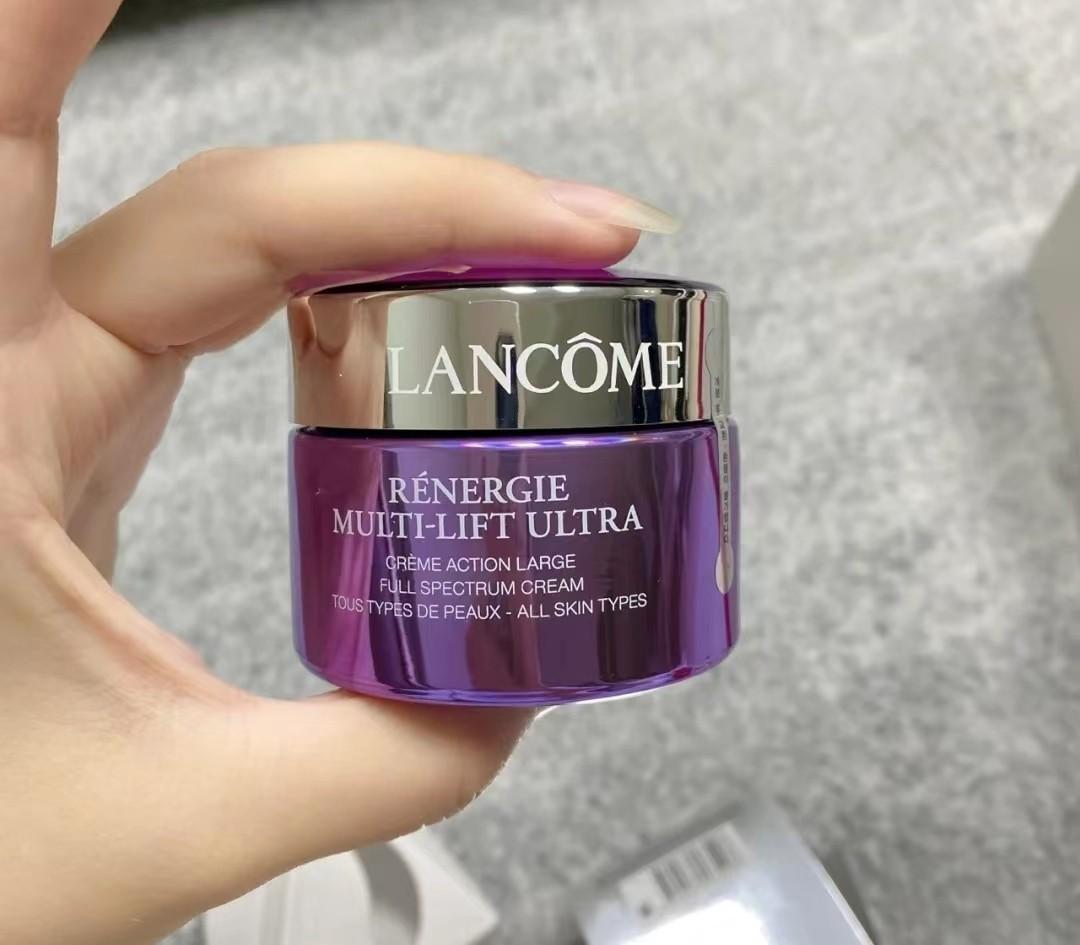 LANCÔME
RÉNERGIE
MULTI-LIFT ULTRA
CRÈME ACTION LARGE
FULL SPECTRUM CREAM
TOUS TYPES DE PEAUX - ALL SKIN TYPES